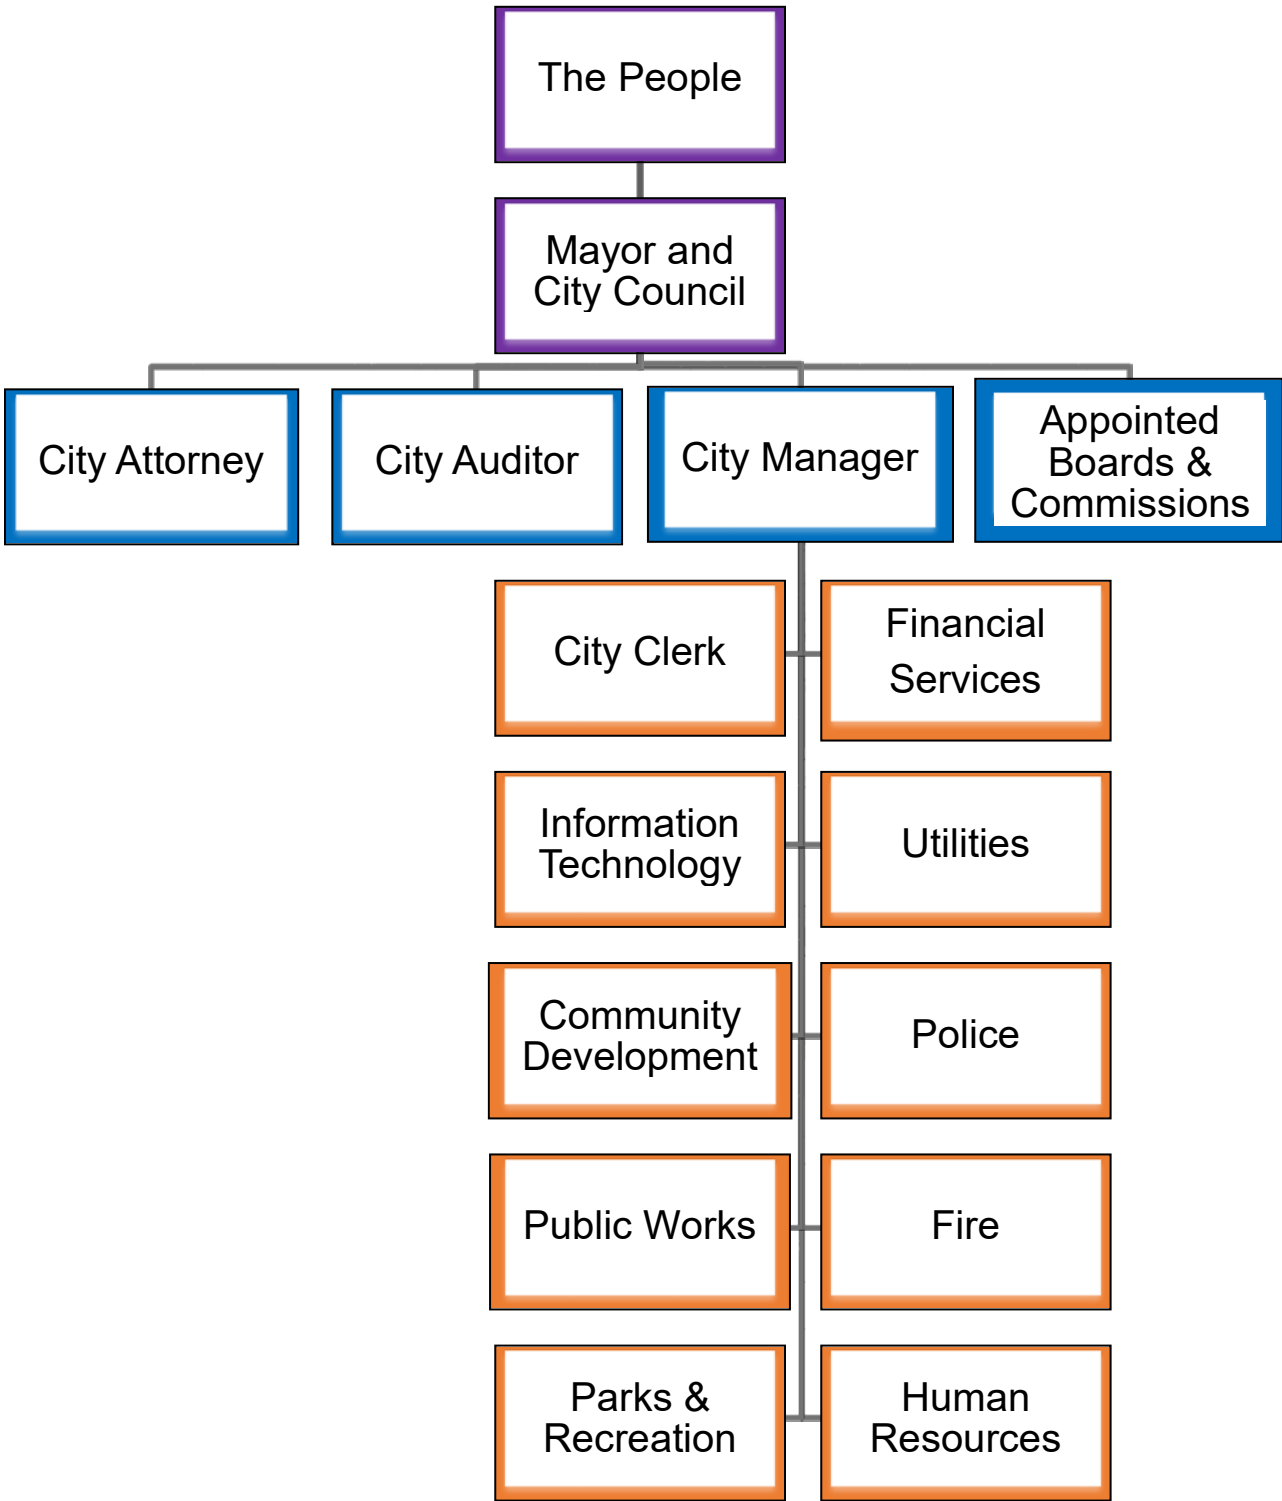 The People
Mayor and
City Council
City Attorney
City Auditor
City Manager
Appointed
Boards &
Commissions
City Clerk
Financial
Services
Information
Technology
Utilities
Community
Development
Police
Public Works
Fire
Parks &
Recreation
Human
Resources